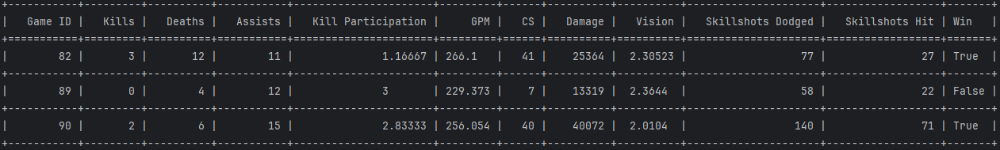 +-----------+---------+----------+-----------+----------------------+---------+------+----------+-----------+---------------------+------------------+-------+
|   Game ID |   Kills |   Deaths |   Assists |   Kill Participation |     GPM |   CS |   Damage |    Vision |   Skillshots Dodged |   Skillshots Hit | Win   |
+===========+=========+==========+===========+======================+=========+======+==========+===========+=====================+==================+=======+
|        82 |       3 |       12 |        11 |              1.16667 | 266.1   |   41 |    25364 |   2.30523 |                  77 |               27 | True  |
+-----------+---------+----------+-----------+----------------------+---------+------+----------+-----------+---------------------+------------------+-------+
|        89 |       0 |        4 |        12 |              3       | 229.373 |    7 |    13319 |   2.3644  |                  58 |               22 | False |
+-----------+---------+----------+-----------+----------------------+---------+------+----------+-----------+---------------------+------------------+-------+
|        90 |       2 |        6 |        15 |              2.83333 | 256.054 |   40 |    40072 |   2.0104  |                 140 |               71 | True  |
+-----------+---------+----------+-----------+----------------------+---------+------+----------+-----------+---------------------+------------------+-------+